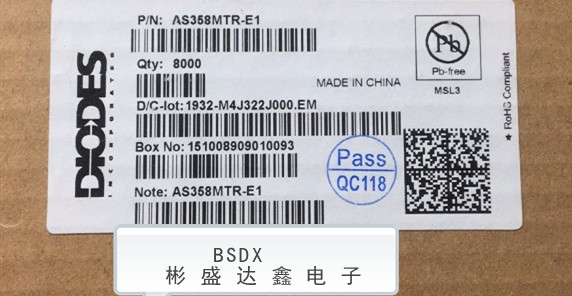 P/N: AS358MTR-E1
Qty: 8000
MADE IN CHINA
Pb
Pb-free
MSL3
★ RoHS Compliant
D/C-lot:1932-M4J322J000.EM
Box No: 151008909010093
Pass
QC118
Note: AS358MTR-E1
DIODES
INCORPORATED
BSDX
彬盛达鑫电子